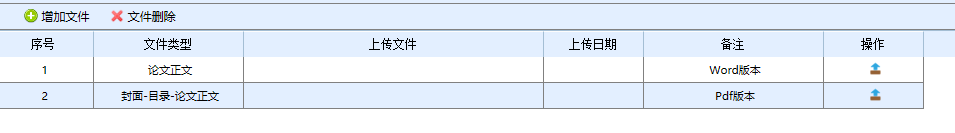 增加文件 文件删除
序号 文件类型 上传文件 上传日期 备注 操作
1 论文正文 Word版本
2 封面-目录-论文正文 Pdf版本